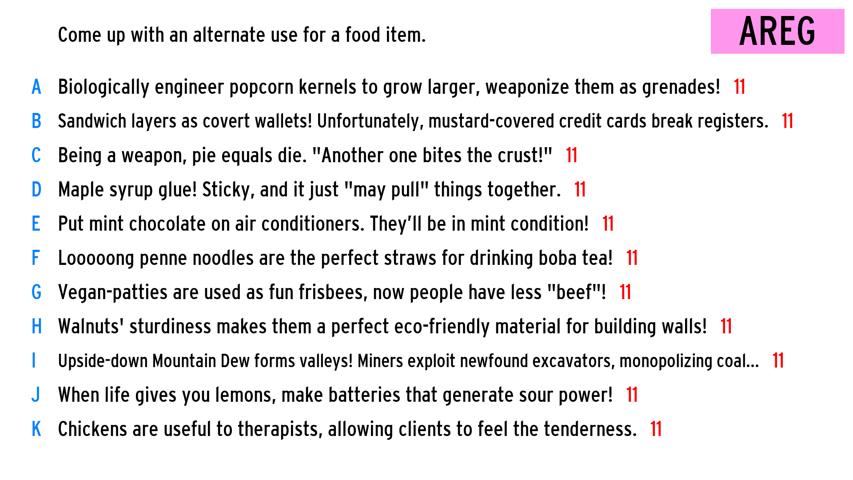 Come up with an alternate use for a food item.
AREG
A Biologically engineer popcorn kernels to grow larger, weaponize them as grenades! 11
B Sandwich layers as covert wallets! Unfortunately, mustard-covered credit cards break registers. 11
C Being a weapon, pie equals die. "Another one bites the crust!" 11
D Maple syrup glue! Sticky, and it just "may pull" things together. 11
E Put mint chocolate on air conditioners. They'll be in mint condition! 11
F Looooong penne noodles are the perfect straws for drinking boba tea! 11
G Vegan-patties are used as fun frisbees, now people have less "beef"! 11
H Walnuts' sturdiness makes them a perfect eco-friendly material for building walls! 11
I Upside-down Mountain Dew forms valleys! Miners exploit newfound excavators, monopolizing coal... 11
J When life gives you lemons, make batteries that generate sour power! 11
K Chickens are useful to therapists, allowing clients to feel the tenderness. 11